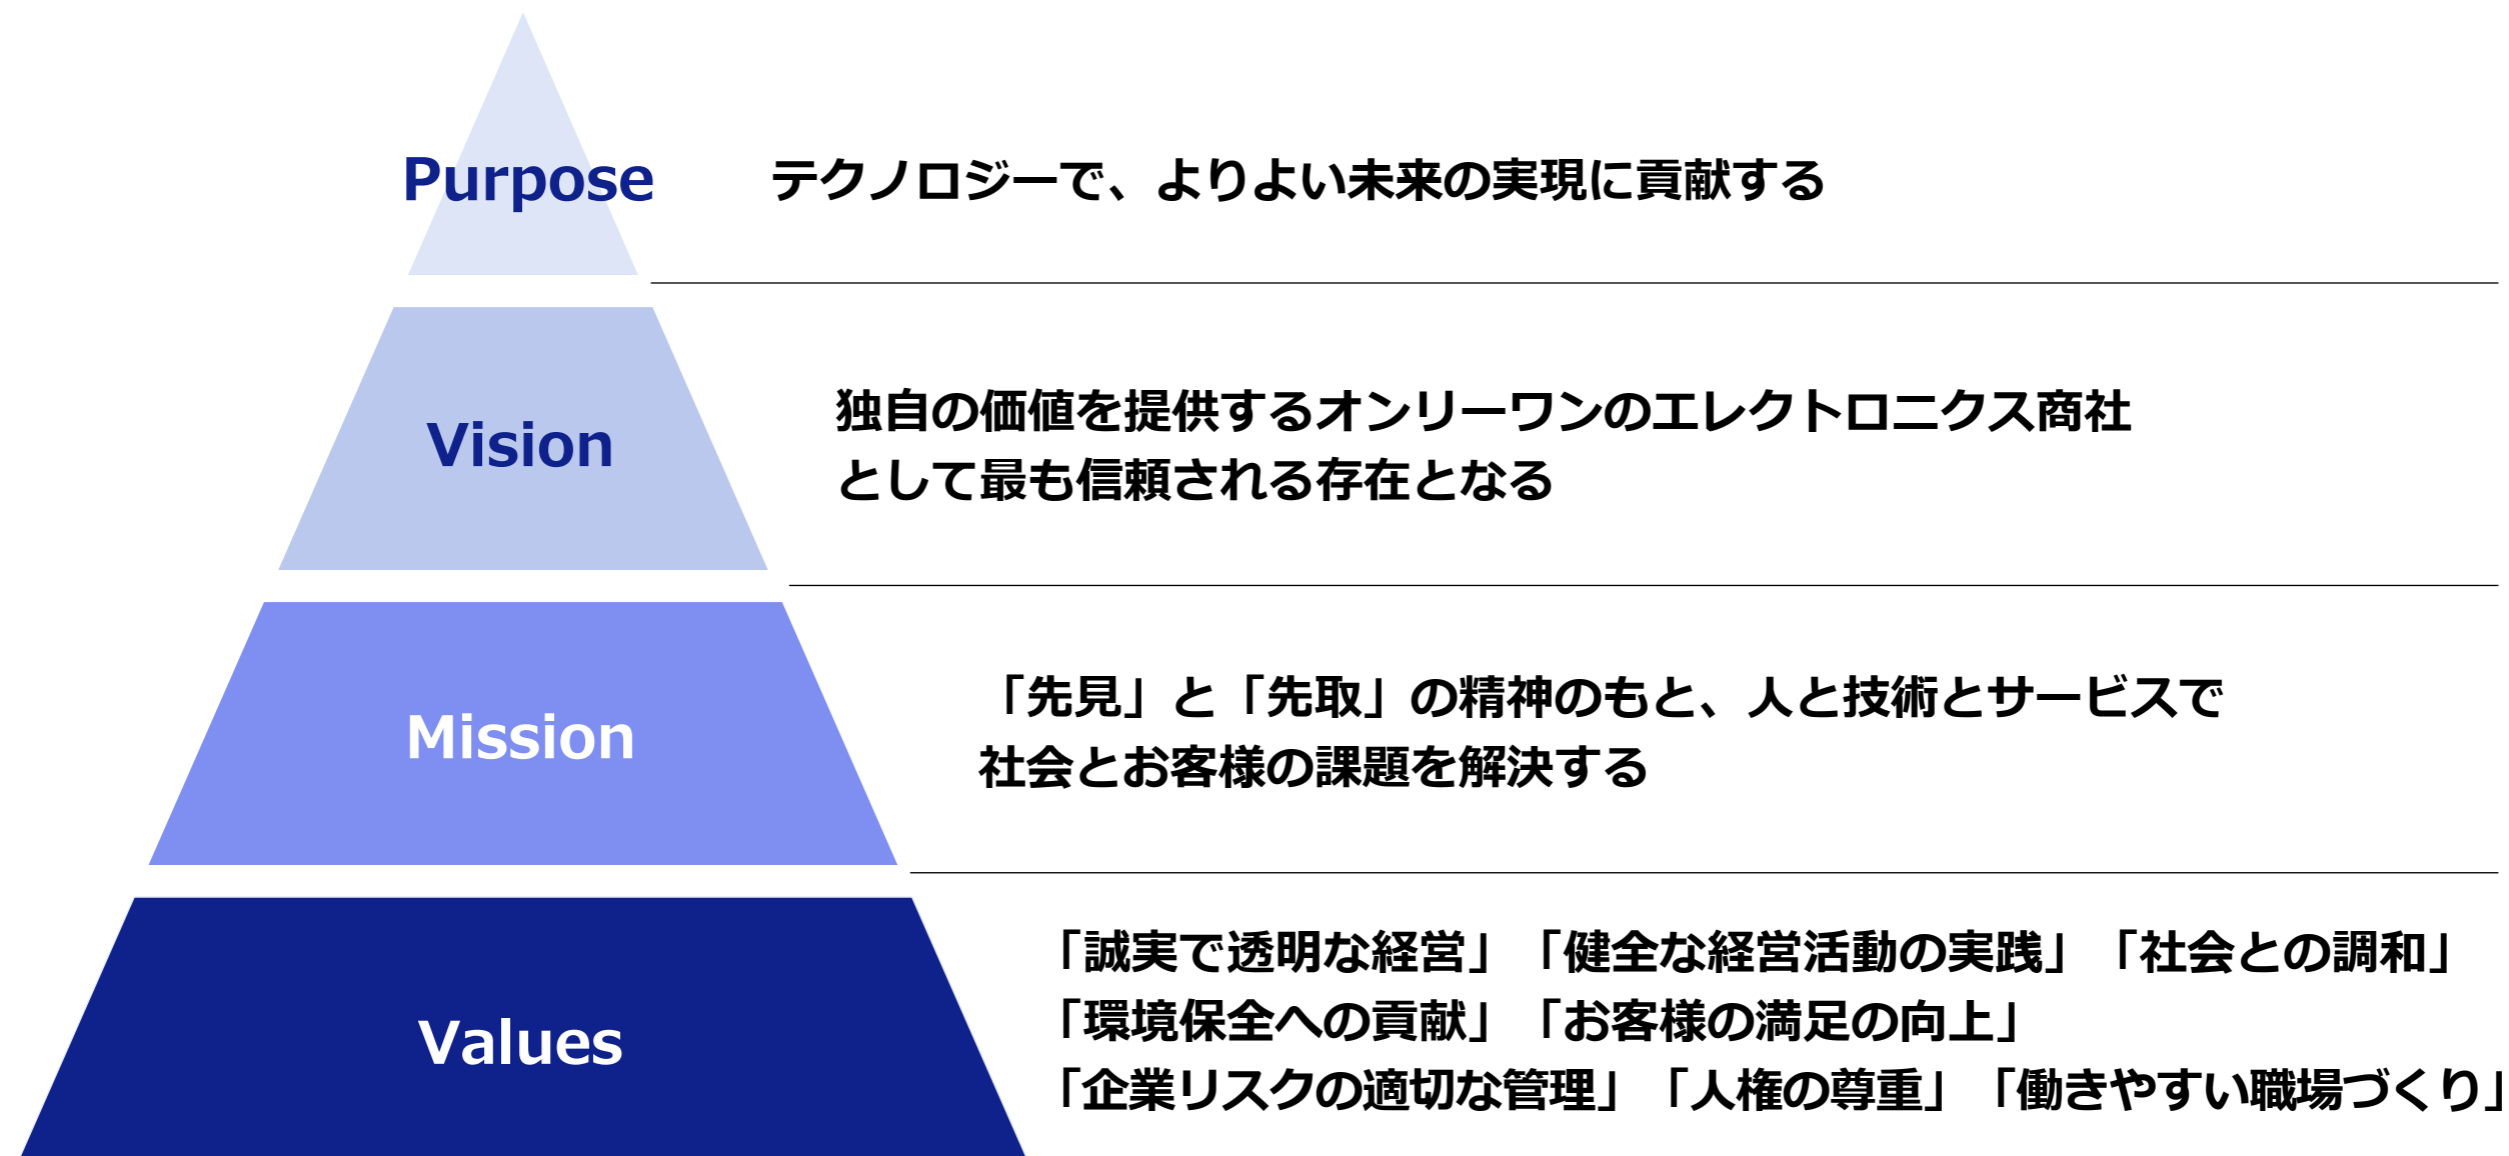 Purpose
テクノロジーで、よりよい未来の実現に貢献する
Vision
独自の価値を提供するオンリーワンのエレクトロニクス商社
として最も信頼される存在となる
Mission
「先見」と「先取」の精神のもと、人と技術とサービスで
社会とお客様の課題を解決する
Values
「誠実で透明な経営」「健全な経営活動の実践」「社会との調和」
「環境保全への貢献」「お客様の満足の向上」
「企業リスクの適切な管理」「人権の尊重」「働きやすい職場づくり」